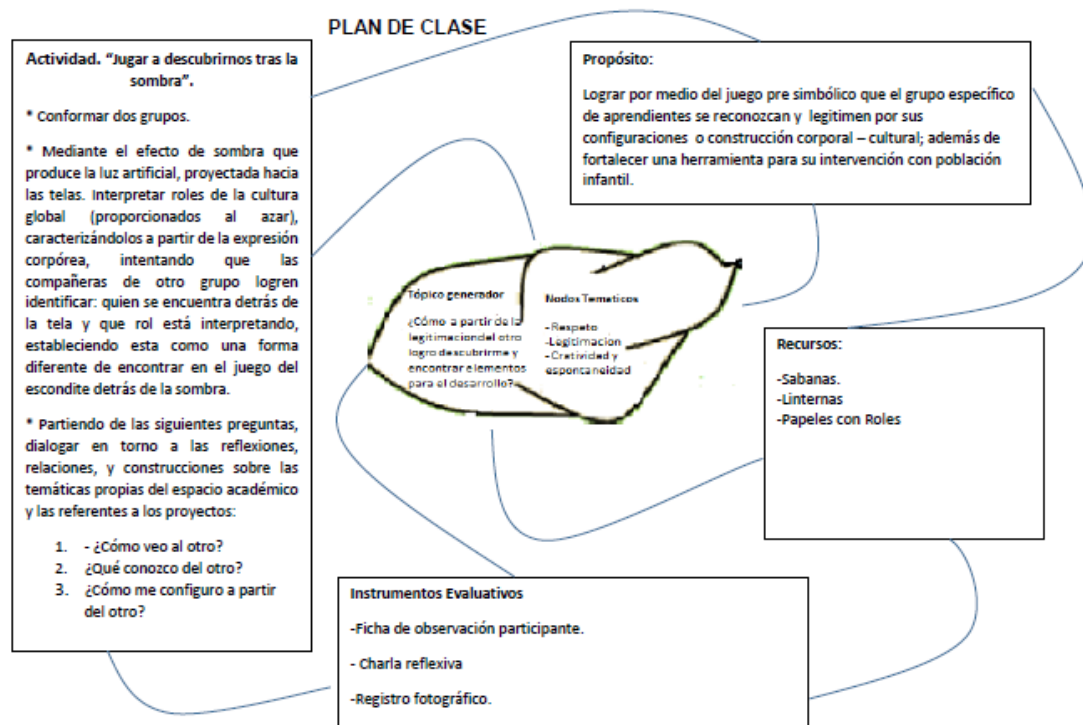 PLAN DE CLASE
Actividad. "Jugar a descubrirnos tras la
sombra".
* Conformar dos grupos.
* Mediante el efecto de sombra que
produce la luz artificial, proyectada hacia
las telas. Interpretar roles de la cultura
global (proporcionados al azar),
caracterizándolos a partir de la expresión
corpórea, intentando que las
compañeras de otro grupo logren
identificar: quien se encuentra detrás de
la tela y que rol está interpretando,
estableciendo esta como una forma
diferente de encontrar en el juego del
escondite detrás de la sombra.
* Partiendo de las siguientes preguntas,
dialogar en torno a las reflexiones,
relaciones, y construcciones sobre las
temáticas propias del espacio académico
y las referentes a los proyectos:
1. - ¿Cómo veo al otro?
2. ¿Qué conozco del otro?
3. ¿Cómo me configuro a partir
del otro?
Propósito:
Lograr por medio del juego pre simbólico que el grupo específico
de aprendientes se reconozcan y legitimen por sus
configuraciones o construcción corporal – cultural; además de
fortalecer una herramienta para su intervención con población
infantil.
Tópico generador
¿Cómo a partir de la
legitimaciondel otro
logro descubrirme y
encontrar elementos
para el desarrollo?
Nodos Tematicos
-Respeto
-Legitimacion
-Cratividad y
espontaneidad
Recursos:
-Sabanas.
-Linternas
-Papeles con Roles
Instrumentos Evaluativos
-Ficha de observación participante.
- Charla reflexiva
-Registro fotográfico.